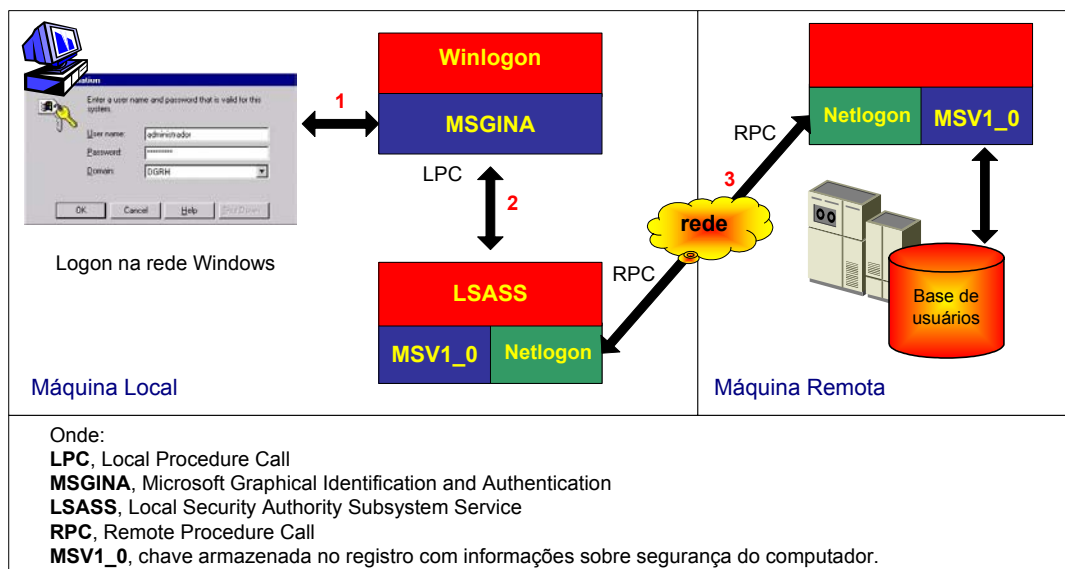 Enter a user name and password that is valid for this
system.
User name:
administrador
Password:
*********
Domain:
DGRH
OK
Cancel
Help
Logon na rede Windows
1
Winlogon
MSGINA
LPC
2
LSASS
MSV1_0
Netlogon
Máquina Local
RPC
rede
3
RPC
Netlogon
MSV1_0
Base de
usuários
Máquina Remota
Onde:
LPC, Local Procedure Call
MSGINA, Microsoft Graphical Identification and Authentication
LSASS, Local Security Authority Subsystem Service
RPC, Remote Procedure Call
MSV1_0, chave armazenada no registro com informações sobre segurança do computador.